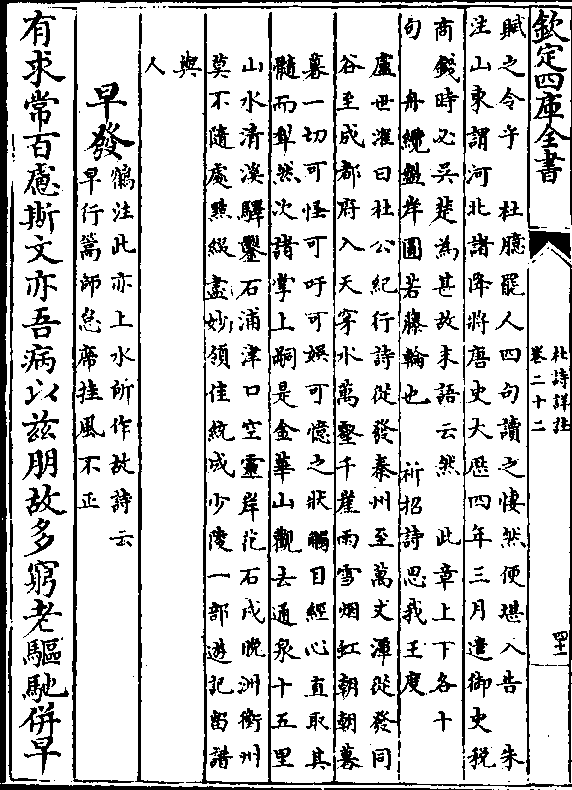 欽定四庫全書
杜詩詳註
卷二十二
賦之令乎　杜臆罷人四句讀之悽然便堪入告　朱
注山東謂河北諸降將唐史大歷四年三月遣御史稅
商錢時必吳楚為甚故末語云然　此章上下各十
句　舟纜盤岸圓若藤輪也　祈招詩思我王度
盧世㴶曰杜公紀行詩從發秦州至萬丈潭從發同
谷至成都府入天穿水萬壑千崖雨雪烟虹朝朝暮
暮一切可怪可吁可娛可憶之狀觸目經心直取其
髓而犁然次諸掌上嗣是金華山觀去通泉十五里
山水清溪驛鑿石浦津口空靈岸花石戍晚洲衡州
莫不隨處點綴盡妙領佳統成少陵一部遊記留譜
與
人
早發
鶴注此亦上水所作故詩云
早行篙師怠席挂風不正
有求常百慮斯文亦吾病以兹朋故多窮老驅馳併早